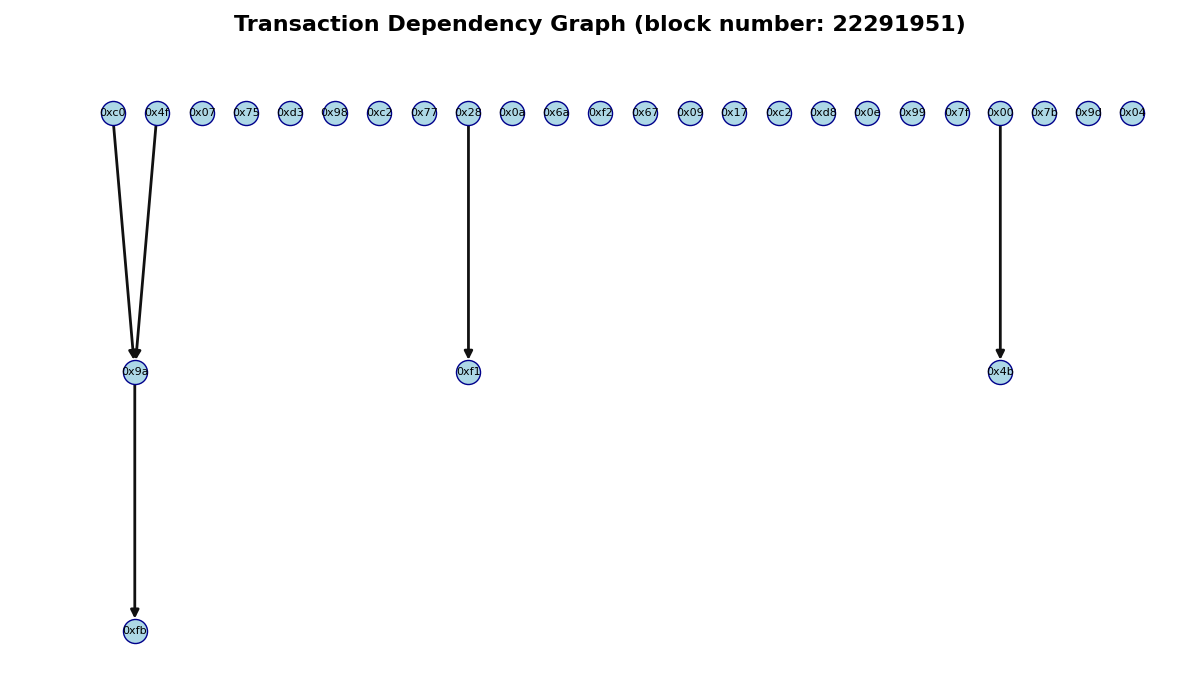 Transaction Dependency Graph (block number: 22291951)
0xc0 0x4f 0x07 0x75 0xd3 0x98 0xc2 0x77 0x28 0x0a 0x6a 0xf2 0x67 0x09 0x17 0xc2 0xd8 0x0e 0x99 0x7f 0x00 0x7b 0x9d 0x04
0x9a 0xf1 0x4b
0xfb